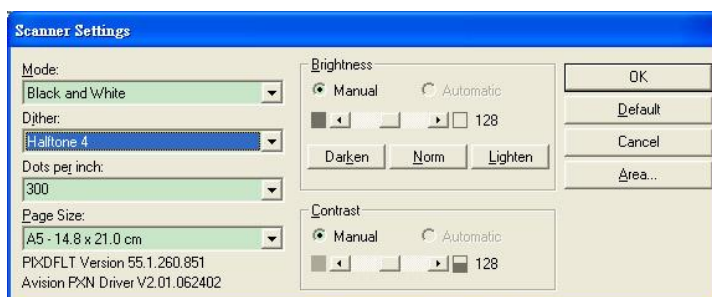 Scanner Settings
Mode:
Black and White
Dither:
Halftone 4
Dots per inch:
300
Page Size:
A5 - 14.8 x 21.0 cm
PIXDFLT Version 55.1.260.851
Avision PXN Driver V2.01.062402
Brightness
Manual
Automatic
128
Darken
Norm
Lighten
Contrast
Manual
Automatic
128
OK
Default
Cancel
Area...